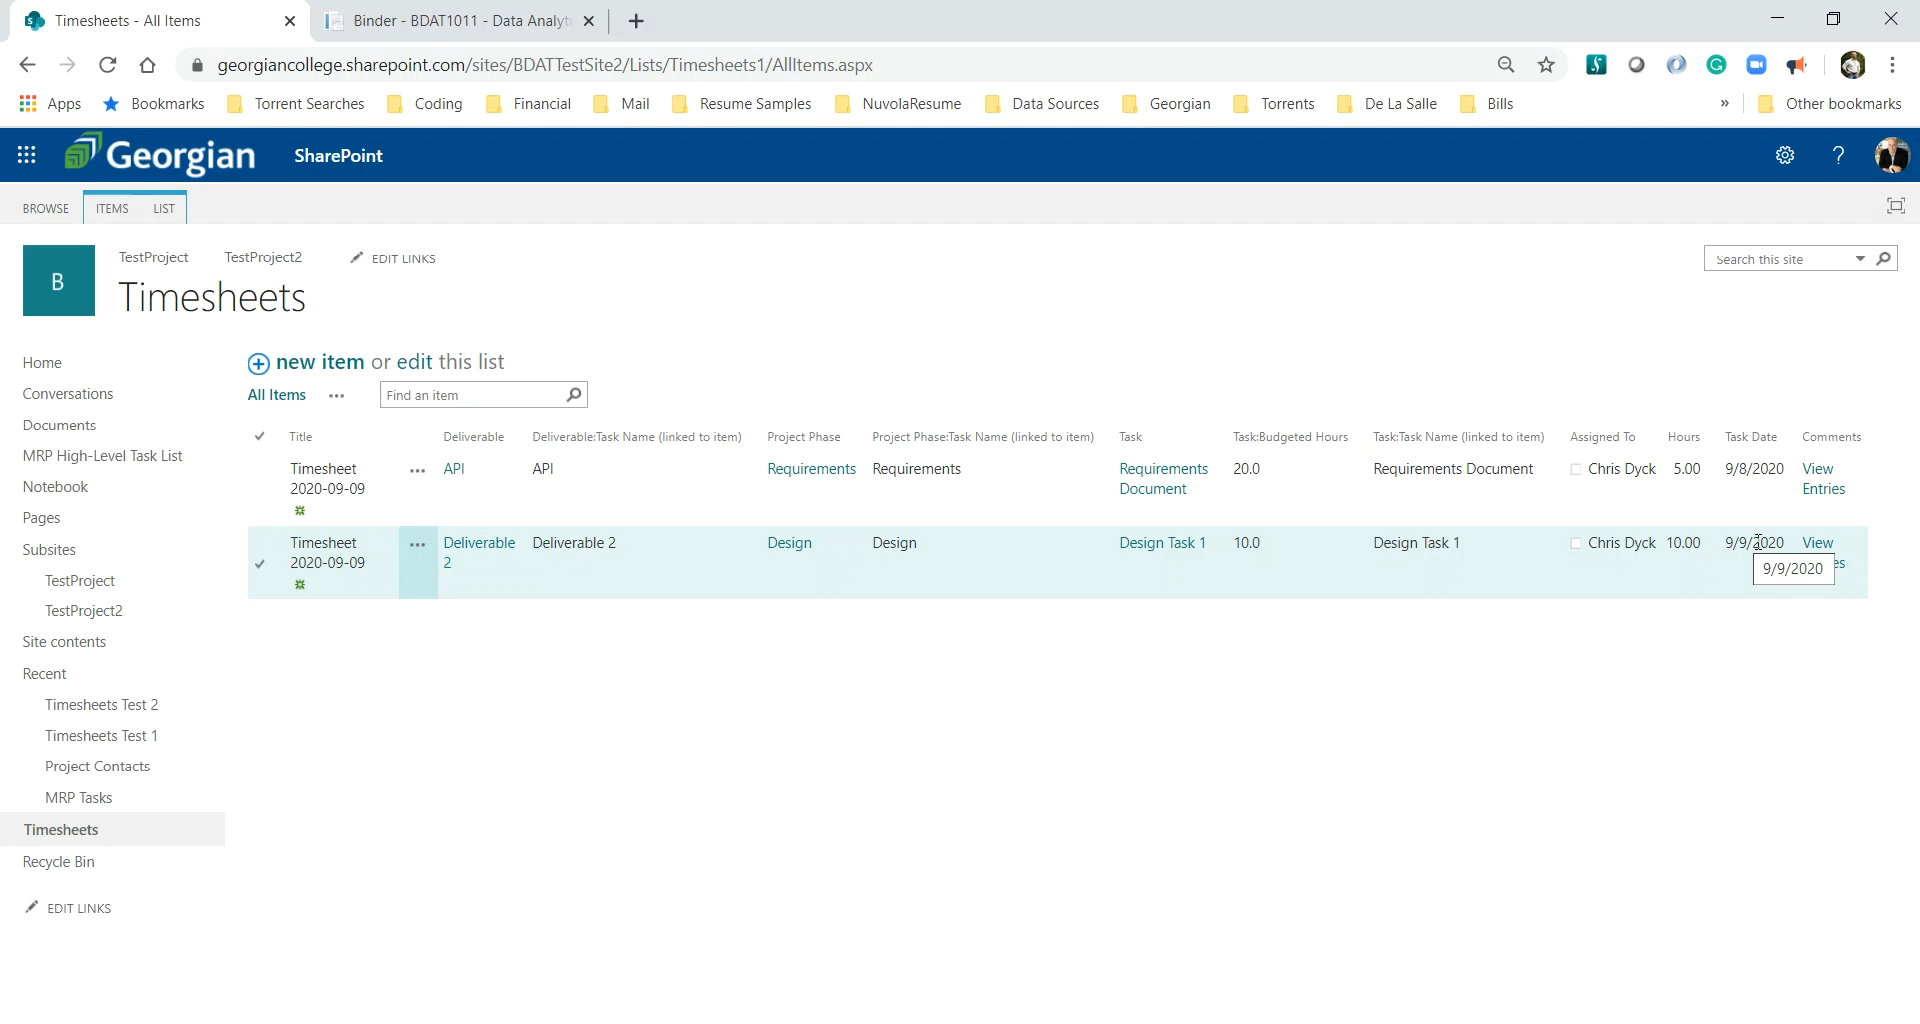 Timesheets - All Items
Binder - BDAT1011 - Data Analyt
georgiancollege.sharepoint.com/sites/BDATTestSite2/Lists/Timesheets1/AllItems.aspx
Apps Bookmarks Torrent Searches Coding Financial Mail Resume Samples NuvolaResume Data Sources Georgian Torrents De La Salle Bills » Other bookmarks
Georgian SharePoint ?
BROWSE ITEMS LIST
TestProject TestProject2 EDIT LINKS
Search this site
B
Timesheets
Home
Conversations
Documents
MRP High-Level Task List
Notebook
Pages
Subsites
TestProject
TestProject2
Site contents
Recent
Timesheets Test 2
Timesheets Test 1
Project Contacts
MRP Tasks
Timesheets
Recycle Bin
EDIT LINKS
new item or edit this list
All Items ••• Find an item
Title Deliverable Deliverable:Task Name (linked to item) Project Phase Project Phase:Task Name (linked to item) Task Task:Budgeted Hours Task:Task Name (linked to item) Assigned To Hours Task Date Comments
Timesheet ••• API API Requirements Requirements Requirements 20.0 Requirements Document Chris Dyck 5.00 9/8/2020 View
2020-09-09 Document Entries
Timesheet ••• Deliverable Deliverable 2 Design Design Design Task 1 10.0 Design Task 1 Chris Dyck 10.00 9/9/2020 View
2020-09-09 2 es
9/9/2020